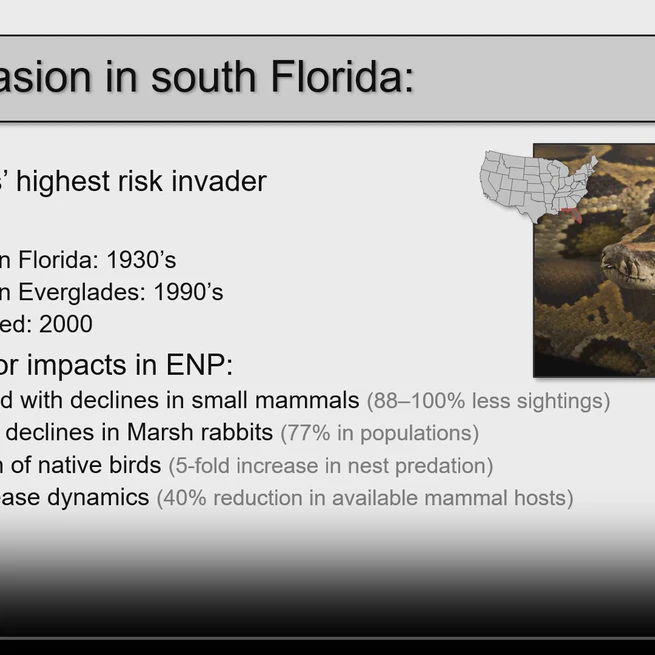 asion in south Florida:
s’ highest risk invader
n Florida: 1930’s
n Everglades: 1990’s
ed: 2000
or impacts in ENP:
d with declines in small mammals (88–100% less sightings)
declines in Marsh rabbits (77% in populations)
n of native birds (5-fold increase in nest predation)
ease dynamics (40% reduction in available mammal hosts)